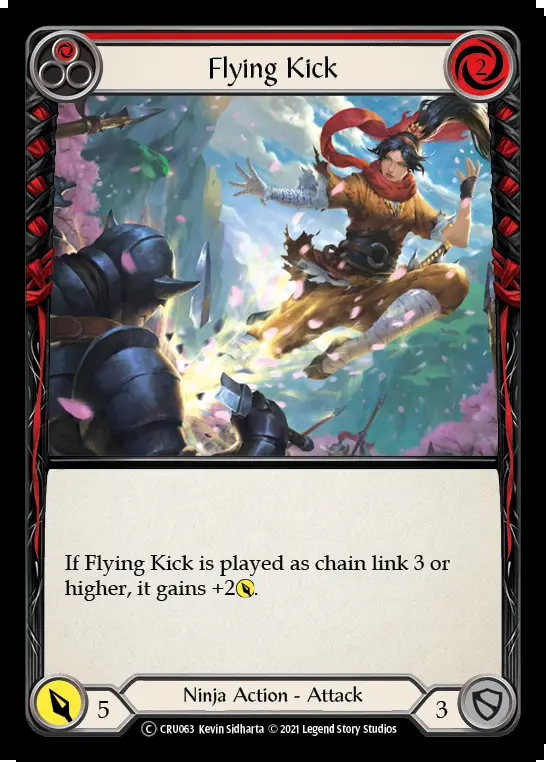 Flying Kick
2
If Flying Kick is played as chain link 3 or
higher, it gains +2.
5
Ninja Action - Attack
3
C CRU063 Kevin Sidharta © 2021 Legend Story Studios